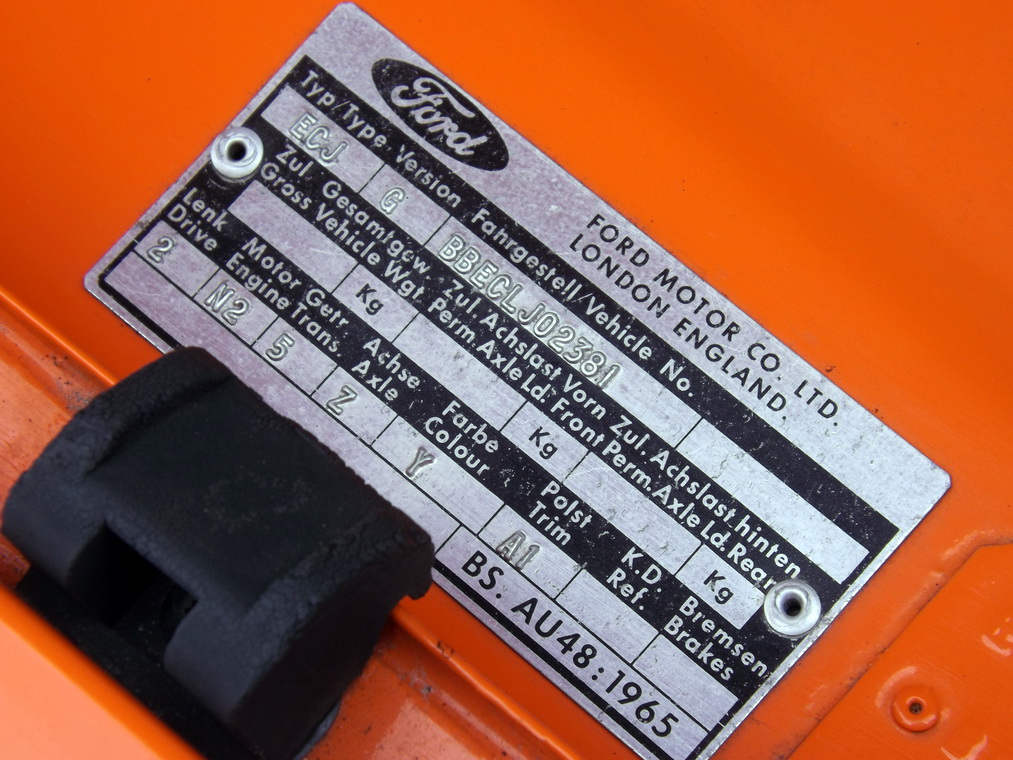 Ford
FORD MOTOR CO. LTD.
LONDON ENGLAND.
Typ/Type Version Fahrgestell/Vehicle No.
ECJ G BBECLJ02381
Zul. Gesamtgew Zul. Achslast Vorn Zul. Achslast hinten
Gross Vehicle Wgt. Perm.Axle Ld. Front Perm.Axle Ld.Rear
Kg Kg Kg
Lenk Motor Getr Achse Farbe Polst K.D. Bremsen
Drive Engine Trans. Axle Colour Trim Ref. Brakes
2 N2 5 Z Y A1
BS. AU48:1965